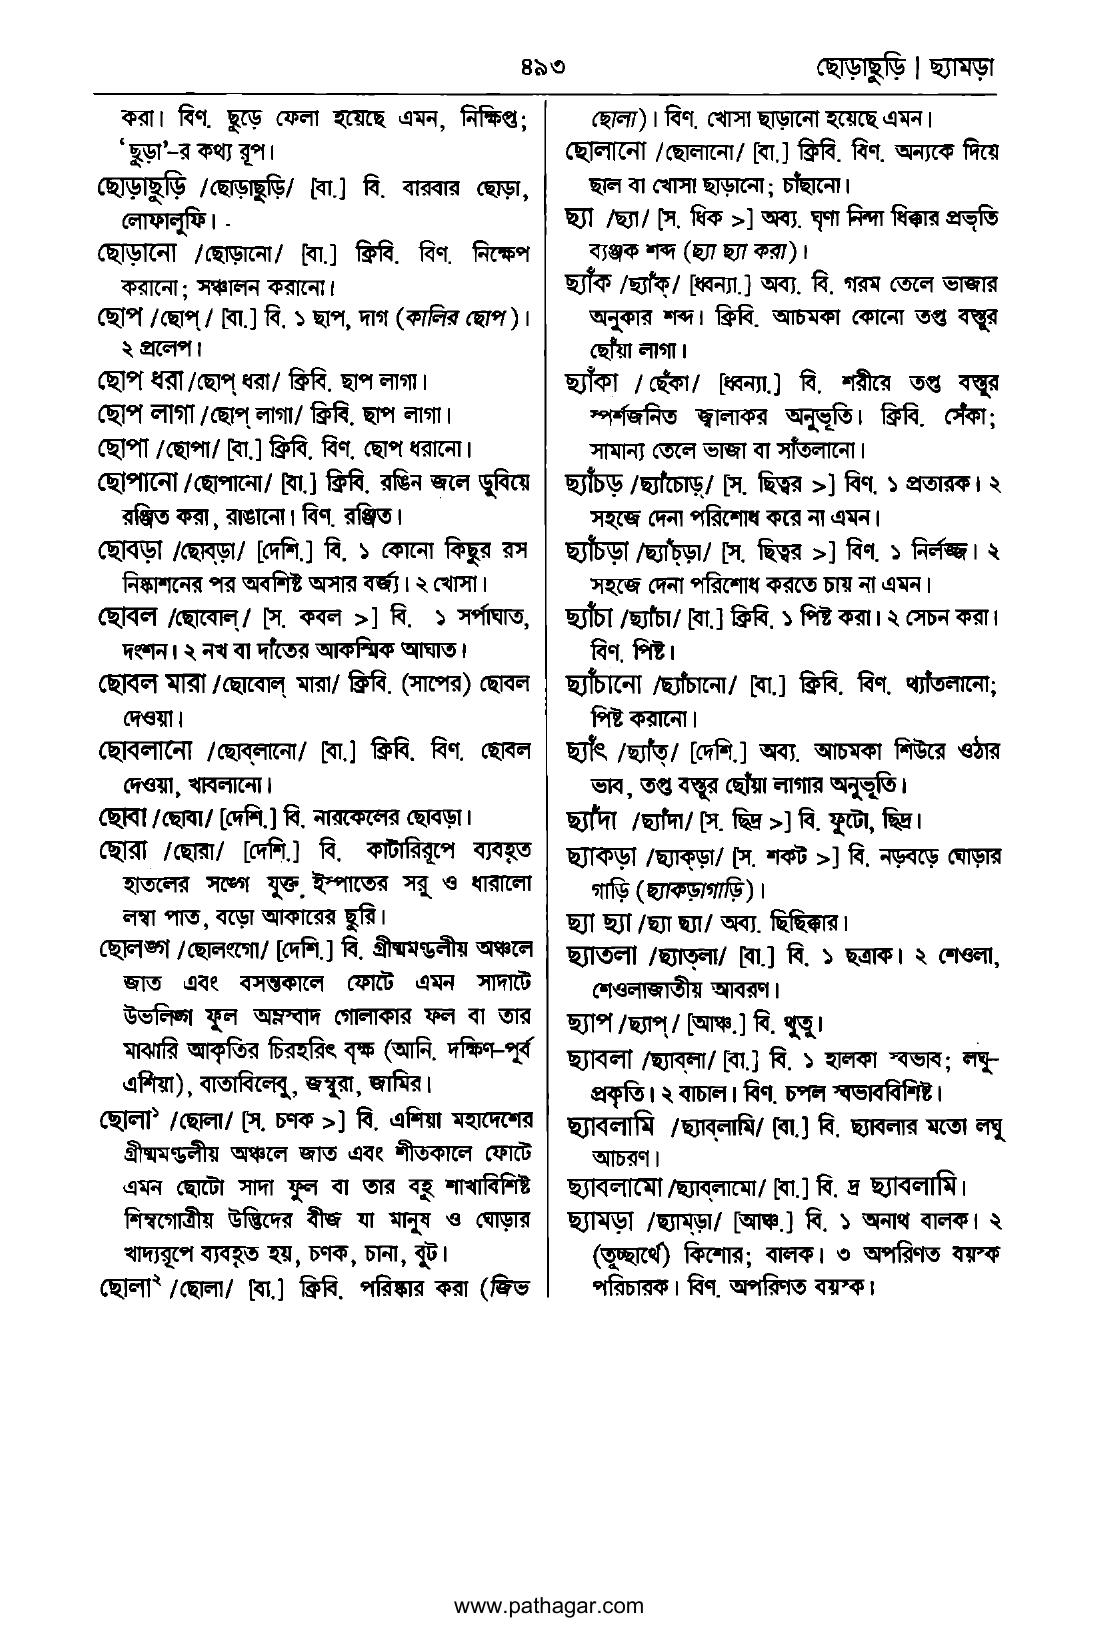 ৪৯৩
ছোড়াছুড়ি | ছ্যামড়া
করা। বিণ. ছুড়ে ফেলা হয়েছে এমন, নিক্ষিপ্ত;
‘ছুড়া’-র কথ্য রূপ।
ছোড়াছুড়ি /ছোড়াছুড়ি/ [বা.] বি. বারবার ছোড়া,
লোফালুফি।
ছোড়ানো /ছোড়ানো/ [বা.] ক্রিবি. বিণ. নিক্ষেপ
করানো; সঞ্চালন করানো।
ছোপ /ছোপ্/ [বা.] বি. ১ ছাপ, দাগ (কালির ছোপ)।
২ প্রলেপ।
ছোপ ধরা /ছোপ্ ধরা/ ক্রিবি. ছাপ লাগা।
ছোপ লাগা /ছোপ্ লাগা/ ক্রিবি. ছাপ লাগা।
ছোপা /ছোপা/ [বা.] ক্রিবি. বিণ. ছোপ ধরানো।
ছোপানো /ছোপানো/ [বা.] ক্রিবি. রঙিন জলে ডুবিয়ে
রঞ্জিত করা, রাঙানো। বিণ. রঞ্জিত।
ছোবড়া /ছোব্ড়া/ [দেশি.] বি. ১ কোনো কিছুর রস
নিষ্কাশনের পর অবশিষ্ট অসার বর্জ্য। ২ খোসা।
ছোবল /ছোবোল্/ [স. কবল >] বি. ১ সর্পাঘাত,
দংশন। ২ নখ বা দাঁতের আকস্মিক আঘাত।
ছোবল মারা /ছোবোল্ মারা/ ক্রিবি. (সাপের) ছোবল
দেওয়া।
ছোবলানো /ছোব্লানো/ [বা.] ক্রিবি. বিণ. ছোবল
দেওয়া, খাবলানো।
ছোবা /ছোবা/ [দেশি.] বি. নারকেলের ছোবড়া।
ছোরা /ছোরা/ [দেশি.] বি. কাটারিরূপে ব্যবহৃত
হাতলের সঙ্গে যুক্ত ইস্পাতের সরু ও ধারালো
লম্বা পাত, বড়ো আকারের ছুরি।
ছোলঙ্গ /ছোলংগো/ [দেশি.] বি. গ্রীষ্মমণ্ডলীয় অঞ্চলে
জাত এবং বসন্তকালে ফোটে এমন সাদাটে
উভলিঙ্গ ফুল অম্লস্বাদ গোলাকার ফল বা তার
মাঝারি আকৃতির চিরহরিৎ বৃক্ষ (আনি. দক্ষিণ-পূর্ব
এশিয়া), বাতাবিলেবু, জম্বুরা, জামির।
ছোলা১ /ছোলা/ [স. চণক >] বি. এশিয়া মহাদেশের
গ্রীষ্মমণ্ডলীয় অঞ্চলে জাত এবং শীতকালে ফোটে
এমন ছোটো সাদা ফুল বা তার বহু শাখাবিশিষ্ট
শিম্বগোত্রীয় উদ্ভিদের বীজ যা মানুষ ও ঘোড়ার
খাদ্যরূপে ব্যবহৃত হয়, চণক, চানা, বুট।
ছোলা২ /ছোলা/ [বা.] ক্রিবি. পরিষ্কার করা (জিভ
ছোলা)। বিণ. খোসা ছাড়ানো হয়েছে এমন।
ছোলানো /ছোলানো/ [বা.] ক্রিবি. বিণ. অন্যকে দিয়ে
ছাল বা খোসা ছাড়ানো; চাঁছানো।
ছ্যা /ছ্যা/ [স. ধিক >] অব্য. ঘৃণা নিন্দা ধিক্কার প্রভৃতি
ব্যঞ্জক শব্দ (ছ্যা ছ্যা করা)।
ছ্যাঁক /ছ্যাঁক্/ [ধ্বন্যা.] অব্য. বি. গরম তেলে ভাজার
অনুকার শব্দ। ক্রিবি. আচমকা কোনো তপ্ত বস্তুর
ছোঁয়া লাগা।
ছ্যাঁকা /ছেঁকা/ [ধ্বন্যা.] বি. শরীরে তপ্ত বস্তুর
স্পর্শজনিত জ্বালাকর অনুভূতি। ক্রিবি. সেঁকা;
সামান্য তেলে ভাজা বা সাঁতলানো।
ছ্যাঁচড় /ছ্যাঁচোড়্/ [স. ছিত্বর >] বিণ. ১ প্রতারক। ২
সহজে দেনা পরিশোধ করে না এমন।
ছ্যাঁচড়া /ছ্যাঁচ্ড়া/ [স. ছিত্বর >] বিণ. ১ নির্লজ্জ। ২
সহজে দেনা পরিশোধ করতে চায় না এমন।
ছ্যাঁচা /ছ্যাঁচা/ [বা.] ক্রিবি. ১ পিষ্ট করা। ২ সেচন করা।
বিণ. পিষ্ট।
ছ্যাঁচানো /ছ্যাঁচানো/ [বা.] ক্রিবি. বিণ. থ্যাঁতলানো;
পিষ্ট করানো।
ছ্যাঁৎ /ছ্যাঁত্/ [দেশি.] অব্য. আচমকা শিউরে ওঠার
ভাব, তপ্ত বস্তুর ছোঁয়া লাগার অনুভূতি।
ছ্যাঁদা /ছ্যাঁদা/ [স. ছিদ্র >] বি. ফুটো, ছিদ্র।
ছ্যাকড়া /ছ্যাক্ড়া/ [স. শকট >] বি. নড়বড়ে ঘোড়ার
গাড়ি (ছ্যাকড়াগাড়ি)।
ছ্যা ছ্যা /ছ্যা ছ্যা/ অব্য. ছিছিক্কার।
ছ্যাতলা /ছ্যাত্লা/ [বা.] বি. ১ ছত্রাক। ২ শেওলা,
শেওলাজাতীয় আবরণ।
ছ্যাপ /ছ্যাপ্/ [আঞ্চ.] বি. থুতু।
ছ্যাবলা /ছ্যাব্লা/ [বা.] বি. ১ হালকা স্বভাব; লঘু-
প্রকৃতি। ২ বাচাল। বিণ. চপল স্বভাববিশিষ্ট।
ছ্যাবলামি /ছ্যাব্লামি/ [বা.] বি. ছ্যাবলার মতো লঘু
আচরণ।
ছ্যাবলামো /ছ্যাব্লামো/ [বা.] বি. দ্র ছ্যাবলামি।
ছ্যামড়া /ছ্যাম্ড়া/ [আঞ্চ.] বি. ১ অনাথ বালক। ২
(তুচ্ছার্থে) কিশোর; বালক। ৩ অপরিণত বয়স্ক
পরিচারক। বিণ. অপরিণত বয়স্ক।
www.pathagar.com